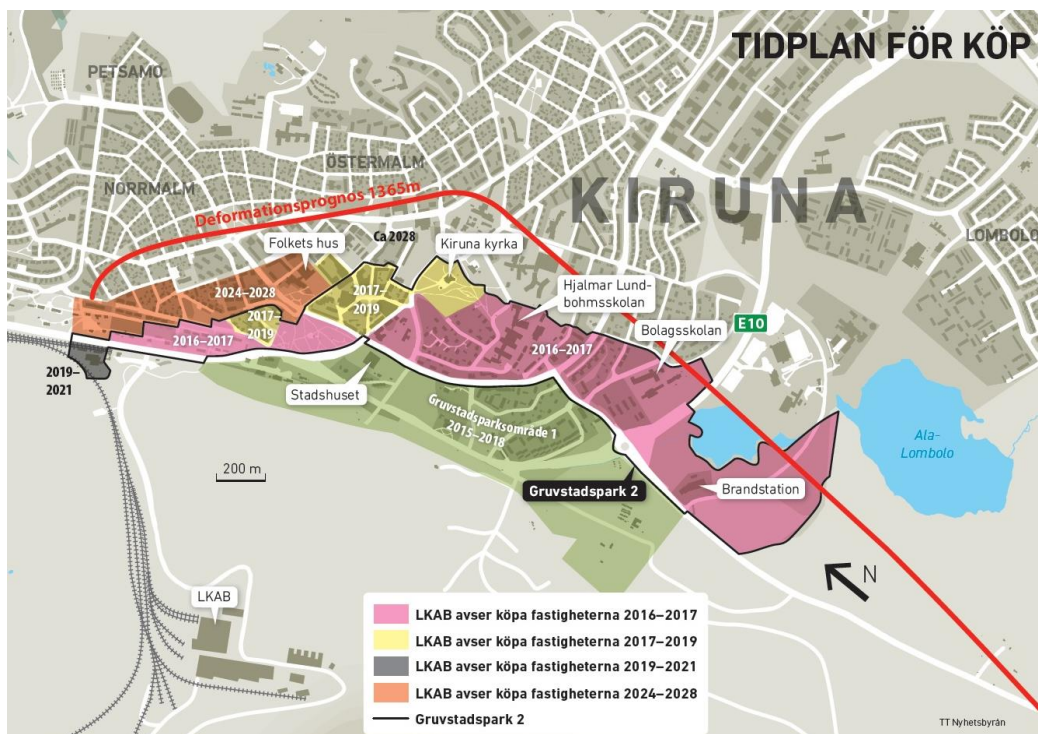 TIDPLAN FÖR KÖP
PETSAMO
ÖSTERMALM
NORRMALM
KIRUNA
LOMBOLO
Deformationsprognos 1365m
Ca 2028
Folkets hus
Kiruna kyrka
Hjalmar Lund-
bohmsskolan
2024–2028
2017–
2019
2017–
2019
E10
Bolagsskolan
2016–2017
2016–2017
2019–
2021
Stadshuset
Gruvstadsparksområde 1
2015–2018
Ala-
Lombolo
200 m
Gruvstadspark 2
Brandstation
N
LKAB
LKAB avser köpa fastigheterna 2016–2017
LKAB avser köpa fastigheterna 2017–2019
LKAB avser köpa fastigheterna 2019–2021
LKAB avser köpa fastigheterna 2024–2028
Gruvstadspark 2
TT Nyhetsbyrån